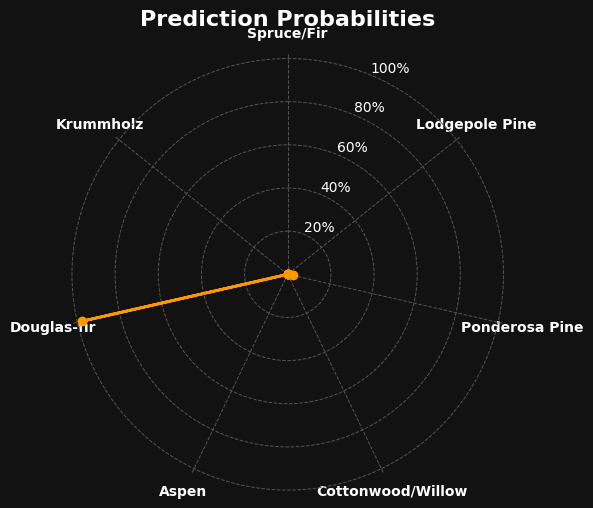 Prediction Probabilities
Spruce/Fir
100%
80%
60%
40%
20%
Krummholz
Lodgepole Pine
Douglas-fir
Ponderosa Pine
Aspen
Cottonwood/Willow